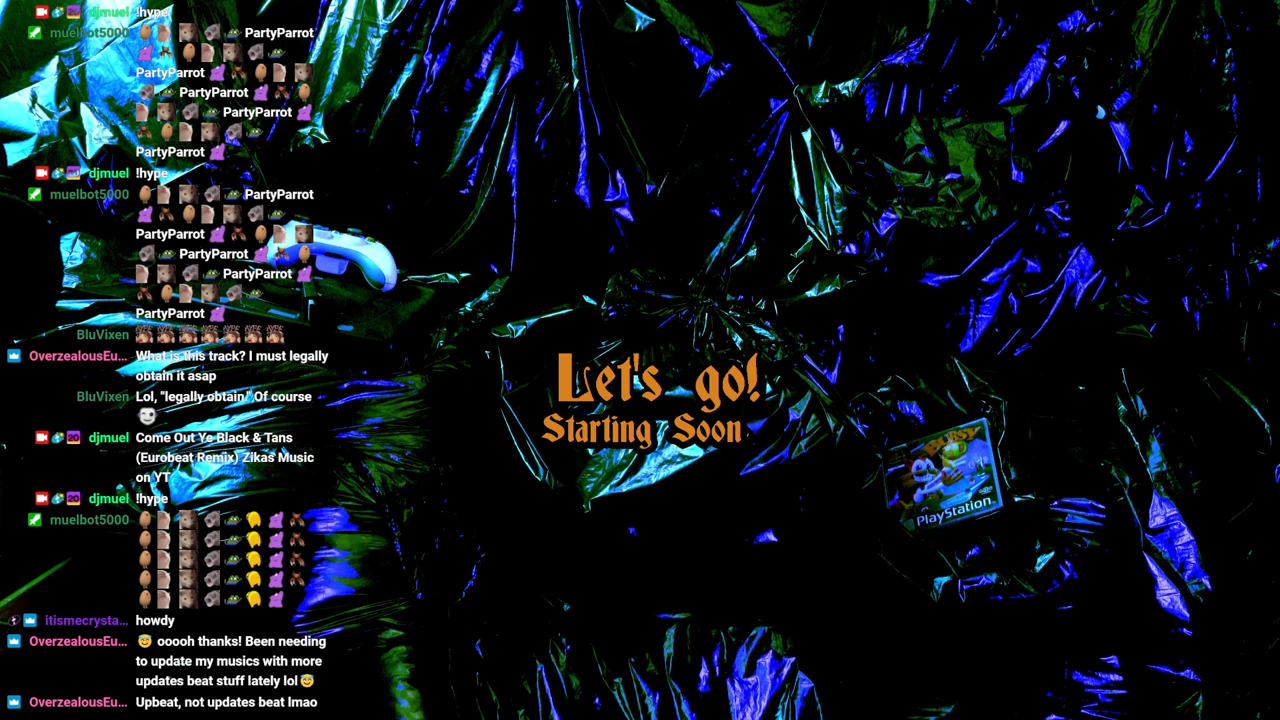 djmuel !hype
muelbot5000 PartyParrot
PartyParrot
PartyParrot
PartyParrot
PartyParrot
djmuel !hype
muelbot5000 PartyParrot
PartyParrot
PartyParrot
PartyParrot
PartyParrot
BluVixen
OverzealousEu... What is this track? I must legally
obtain it asap
BluVixen Lol, "legally obtain." Of course
djmuel Come Out Ye Black & Tans
(Eurobeat Remix) Zikas Music
on YT
djmuel !hype
muelbot5000
itismecrysta... howdy
OverzealousEu... ooooh thanks! Been needing
to update my musics with more
updates beat stuff lately lol
OverzealousEu... Upbeat, not updates beat lmao
Let's go!
Starting Soon
PlayStation